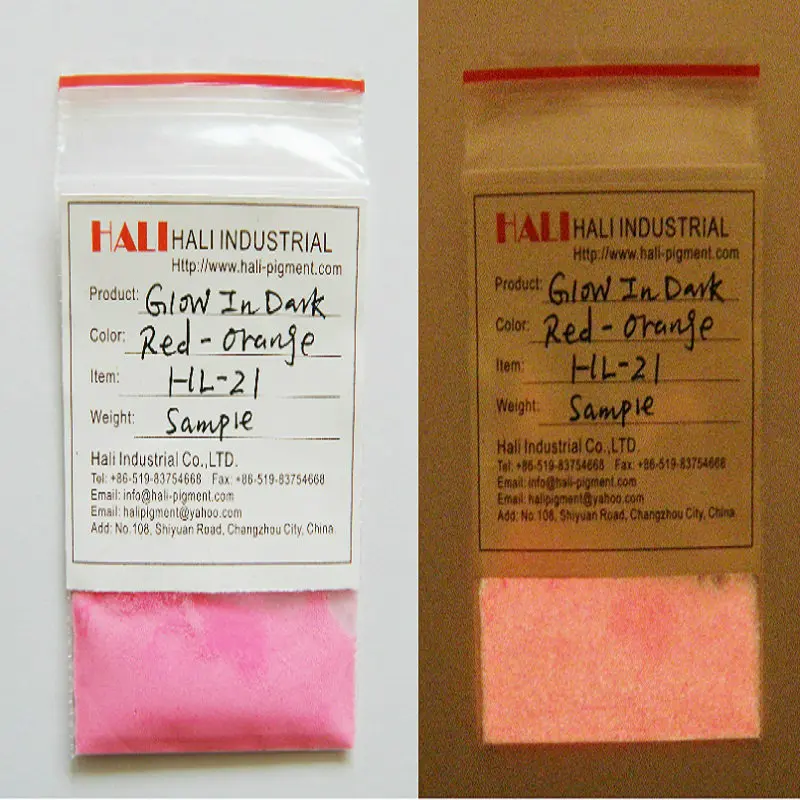 HALI HALI INDUSTRIAL
Http://www.hali-pigment.com
Product: Glow In Dark
Color: Red - Orange
Item: HL-21
Weight: Sample
Hali Industrial Co.,LTD.
Tel: +86-519-83754668 Fax: +86-519-83754668
Email: info@hali-pigment.com
Email: halipigment@yahoo.com
Add: No.108, Shiyuan Road, Changzhou City, China
HALI HALI INDUSTRIAL
Http://www.hali-pigment.com
Product: Glow In Dark
Color: Red - Orange
Item: HL-21
Weight: Sample
Hali Industrial Co.,LTD.
Tel: +86-519-83754668 Fax: +86-519-83754668
Email: info@hali-pigment.com
Email: halipigment@yahoo.com
Add: No.108, Shiyuan Road, Changzhou City, China